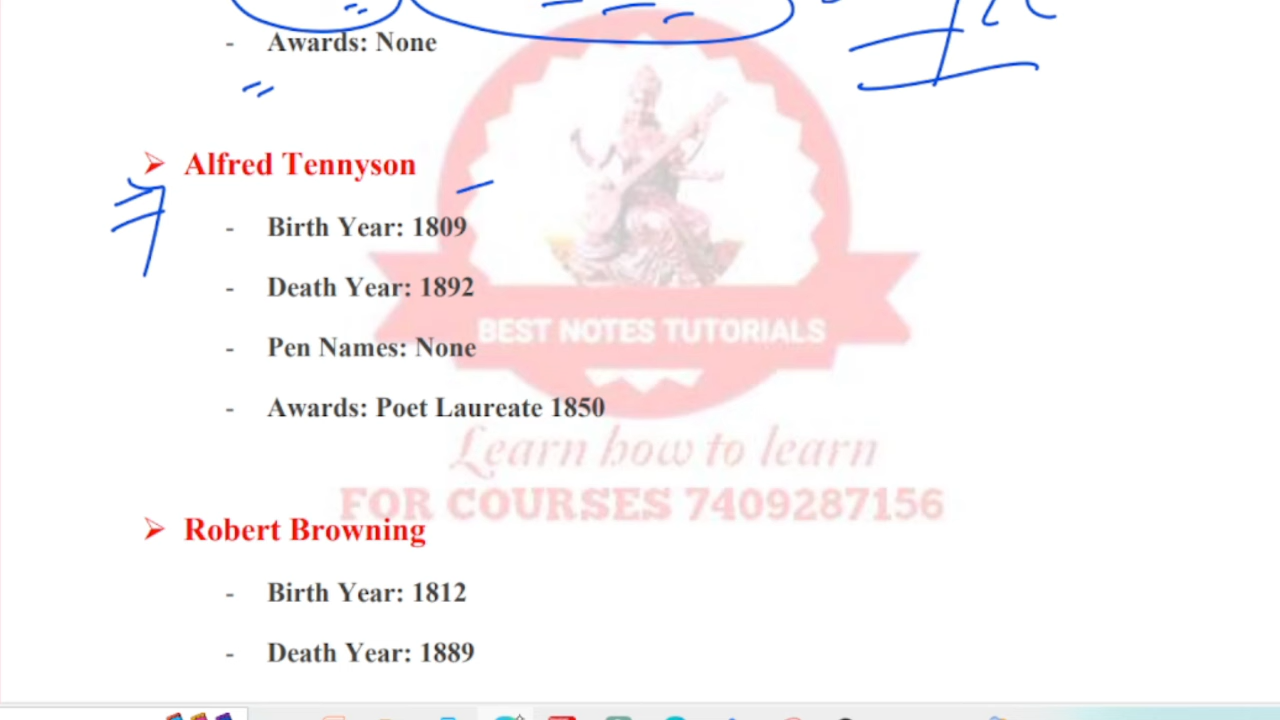 - Awards: None
➢ Alfred Tennyson
- Birth Year: 1809
- Death Year: 1892
- Pen Names: None
- Awards: Poet Laureate 1850
BEST NOTES TUTORIALS
Learn how to learn
FOR COURSES 7409287156
➢ Robert Browning
- Birth Year: 1812
- Death Year: 1889